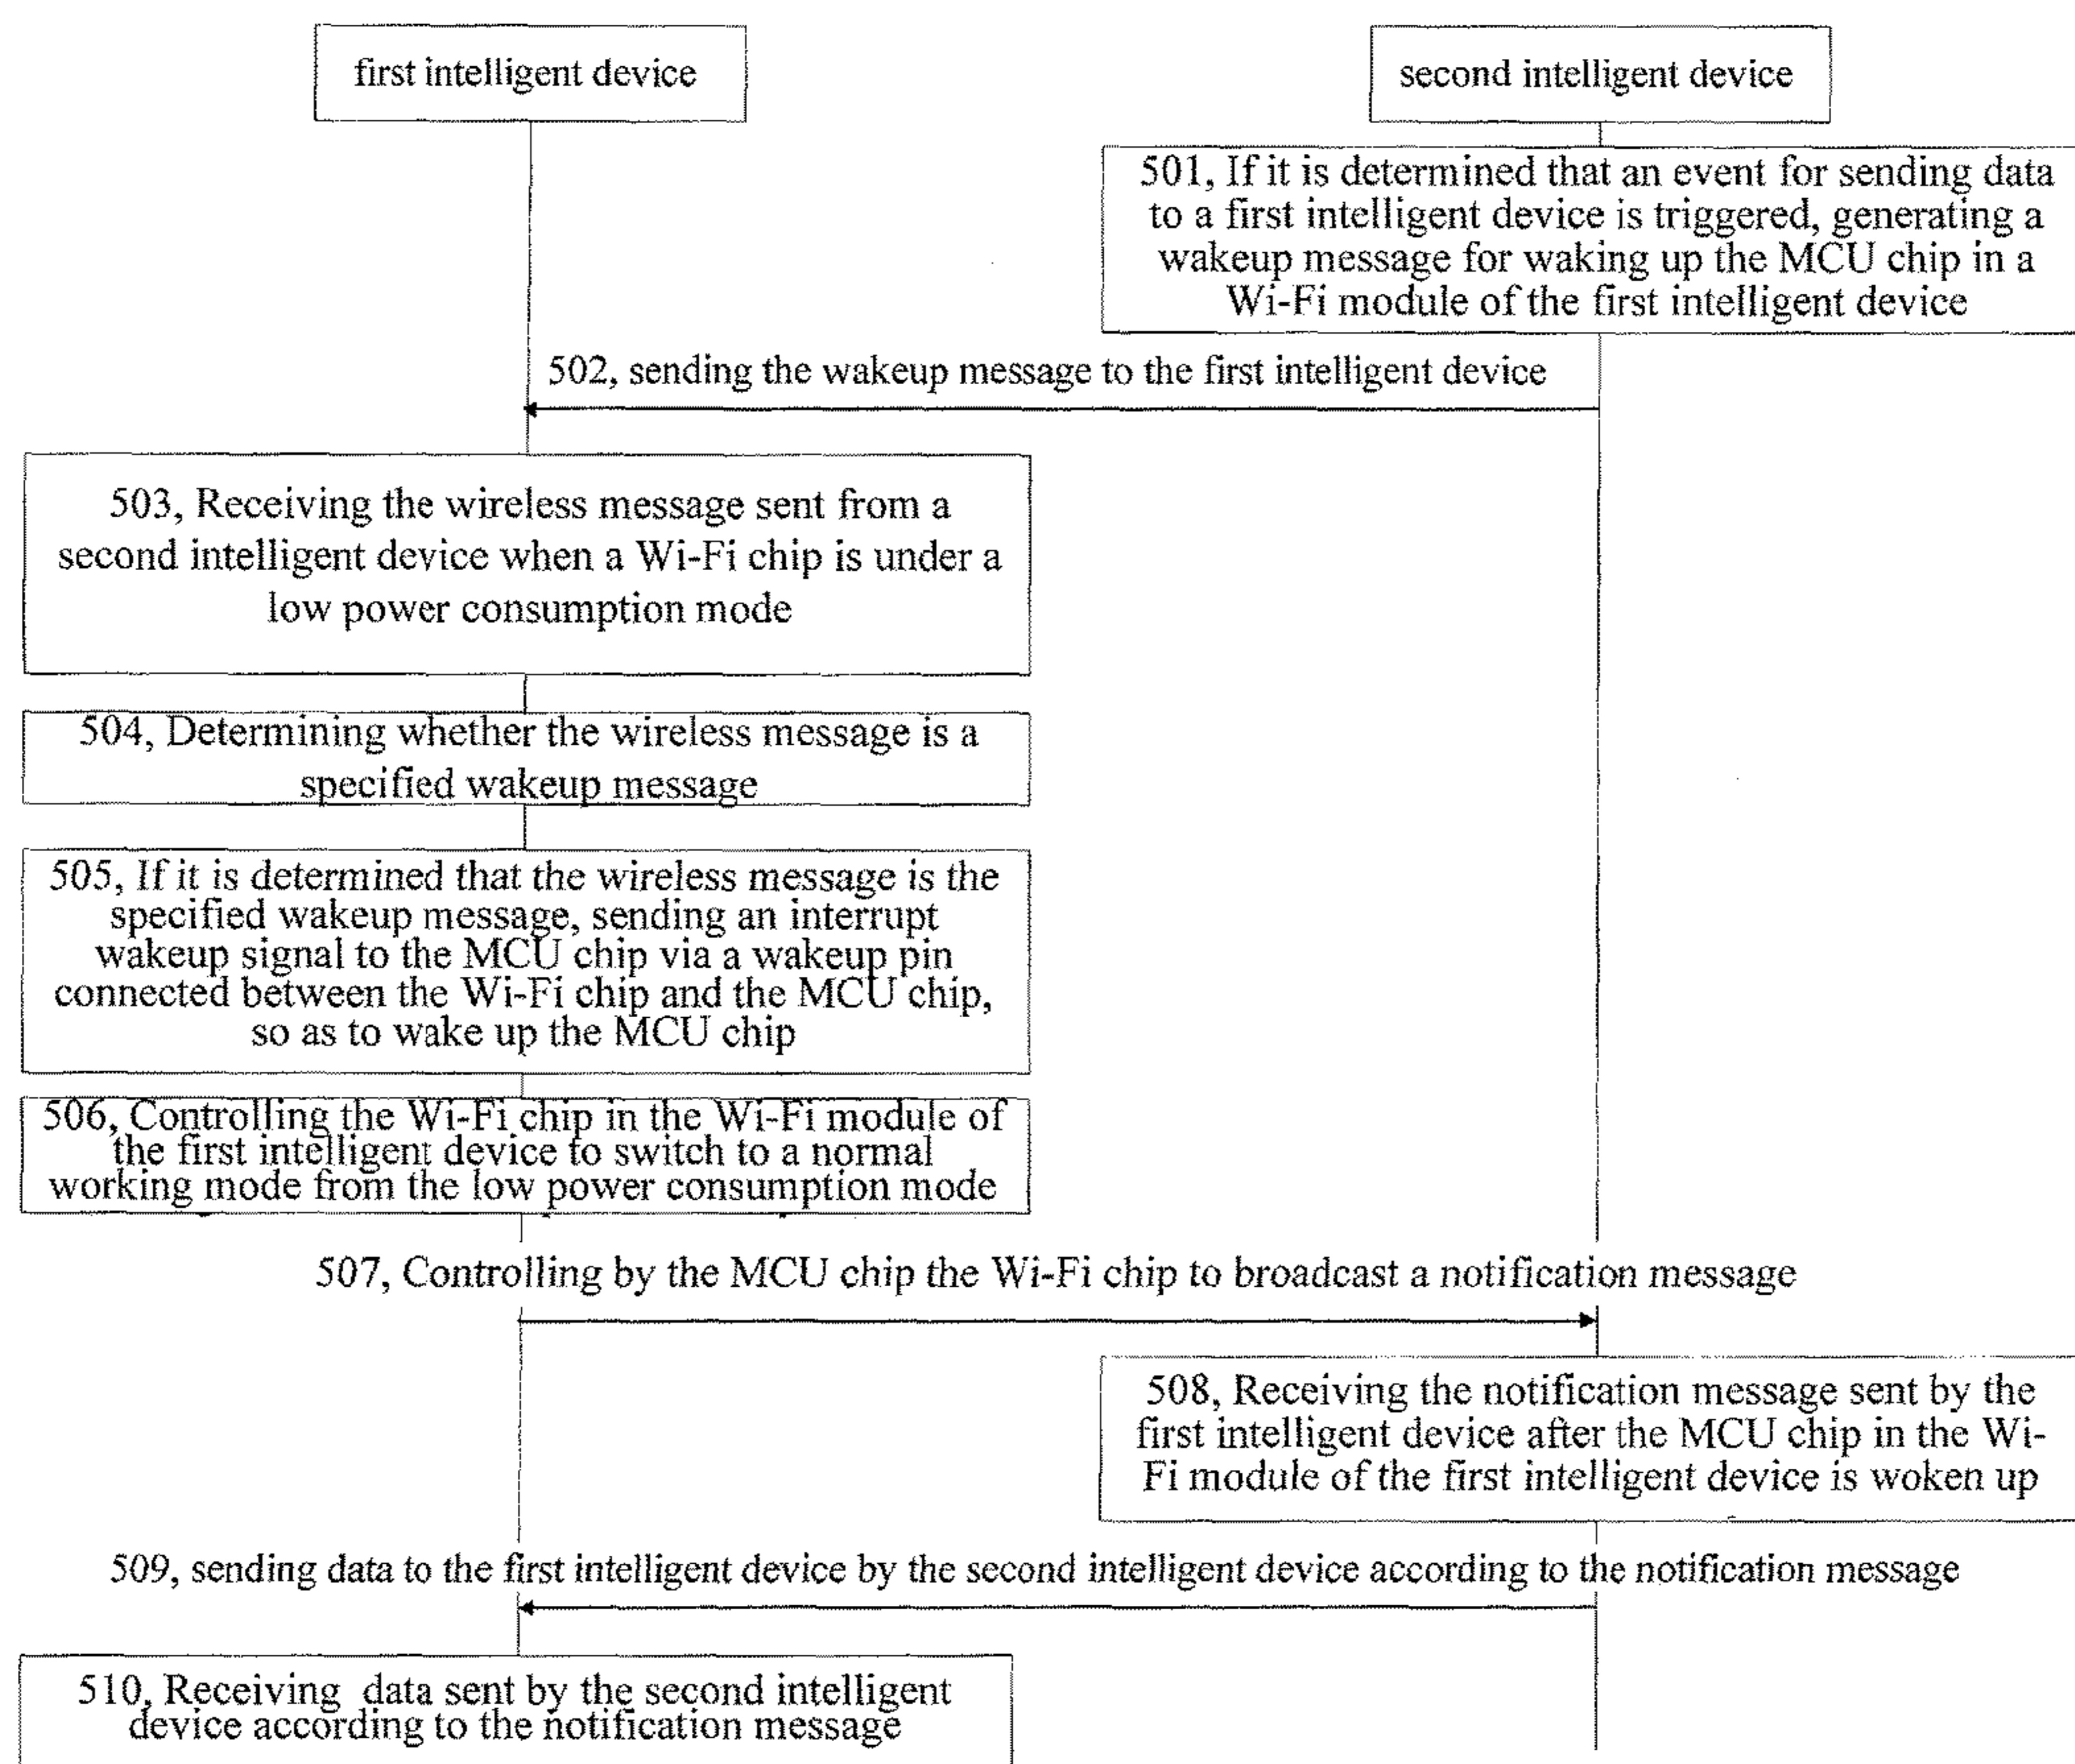 first intelligent device
second intelligent device
501, If it is determined that an event for sending data
to a first intelligent device is triggered, generating a
wakeup message for waking up the MCU chip in a
Wi-Fi module of the first intelligent device
502, sending the wakeup message to the first intelligent device
503, Receiving the wireless message sent from a
second intelligent device when a Wi-Fi chip is under a
low power consumption mode
504, Determining whether the wireless message is a
specified wakeup message
505, If it is determined that the wireless message is the
specified wakeup message, sending an interrupt
wakeup signal to the MCU chip via a wakeup pin
connected between the Wi-Fi chip and the MCU chip,
so as to wake up the MCU chip
506, Controlling the Wi-Fi chip in the Wi-Fi module of
the first intelligent device to switch to a normal
working mode from the low power consumption mode
507, Controlling by the MCU chip the Wi-Fi chip to broadcast a notification message
508, Receiving the notification message sent by the
first intelligent device after the MCU chip in the Wi-
Fi module of the first intelligent device is woken up
509, sending data to the first intelligent device by the second intelligent device according to the notification message
510, Receiving data sent by the second intelligent
device according to the notification message